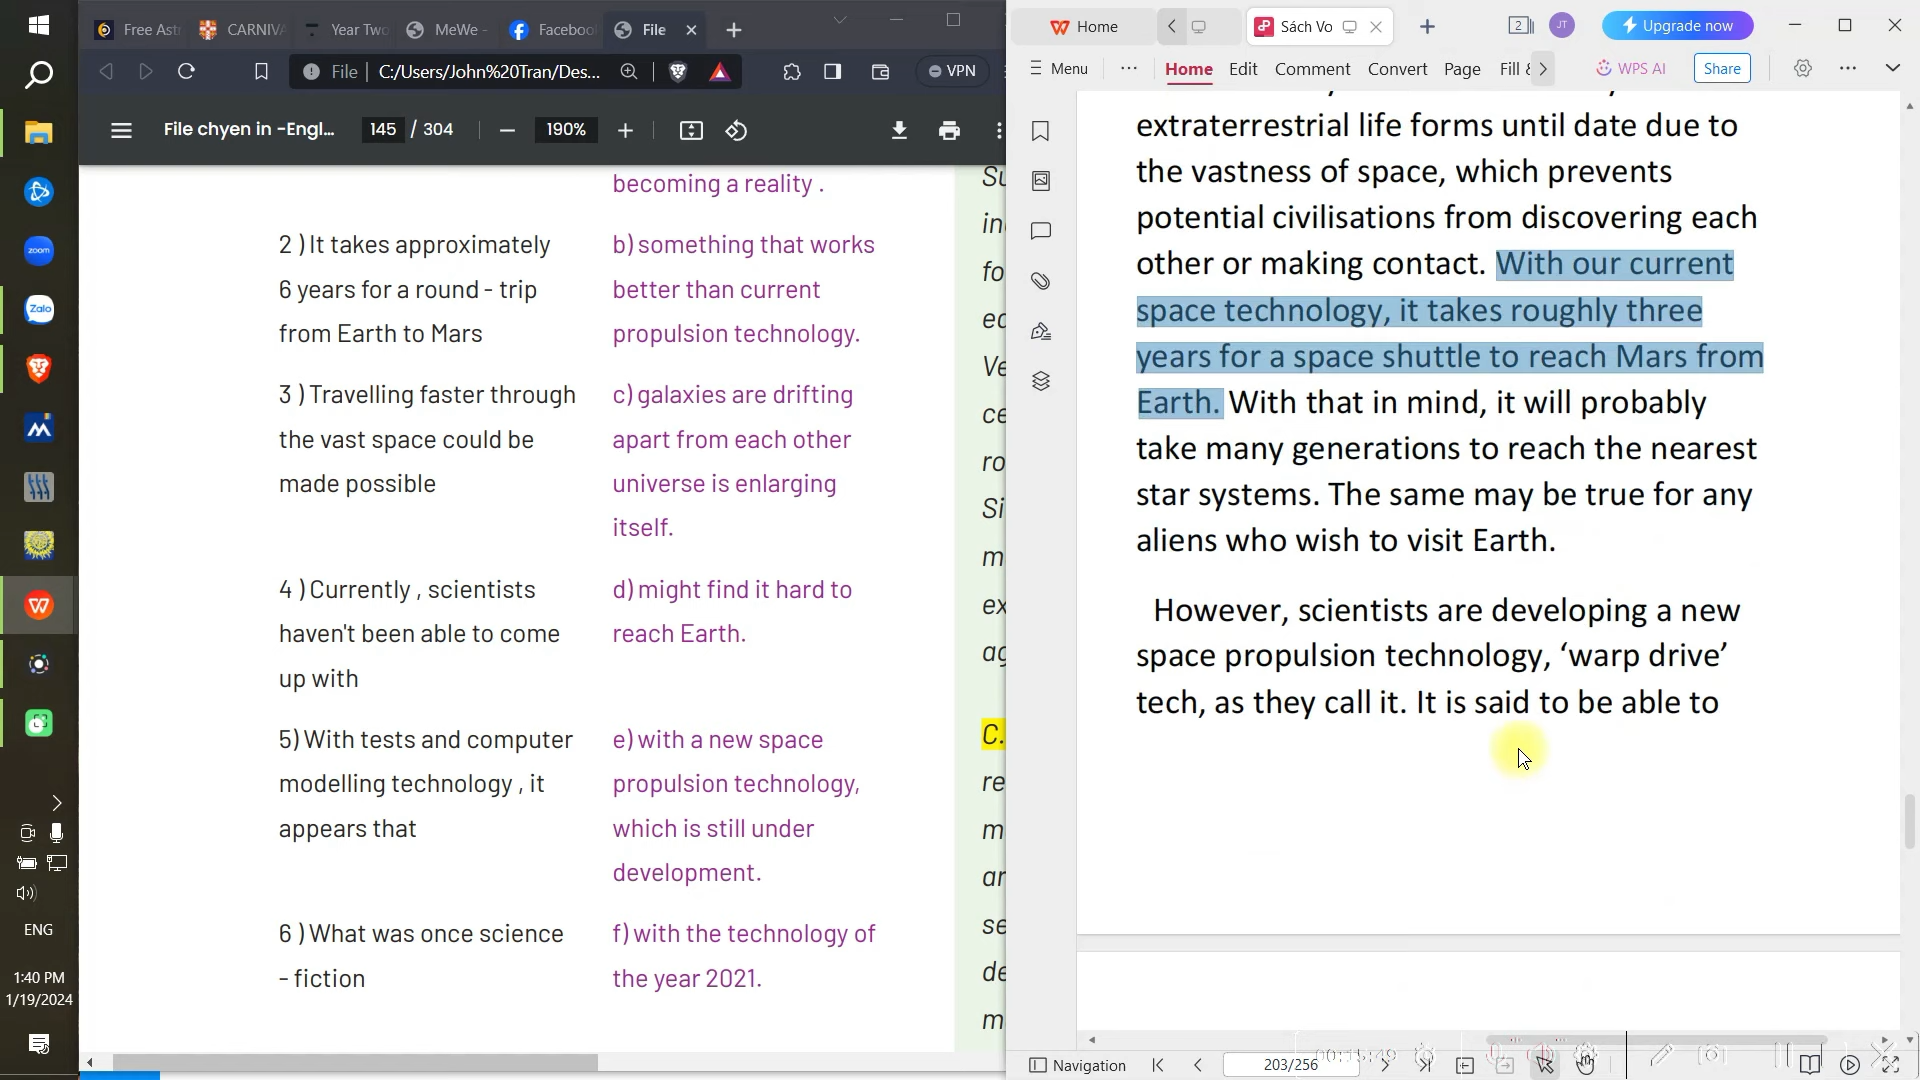 Free Ast
CARNIVA
Year Two
MeWe -
Facebook
File
File
C:/Users/John%20Tran/Des...
VPN
File chyen in -Engl...
145 / 304
190%
becoming a reality .
2 ) It takes approximately
6 years for a round - trip
from Earth to Mars
b) something that works
better than current
propulsion technology.
3 ) Travelling faster through
the vast space could be
made possible
c) galaxies are drifting
apart from each other
universe is enlarging
itself.
4 ) Currently , scientists
haven't been able to come
up with
d) might find it hard to
reach Earth.
5) With tests and computer
modelling technology , it
appears that
e) with a new space
propulsion technology,
which is still under
development.
6 ) What was once science
- fiction
f) with the technology of
the year 2021.
C.
Home
Sách Vo
2
JT
Upgrade now
Menu
Home
Edit
Comment
Convert
Page
Fill &
WPS AI
Share
extraterrestrial life forms until date due to
the vastness of space, which prevents
potential civilisations from discovering each
other or making contact. With our current
space technology, it takes roughly three
years for a space shuttle to reach Mars from
Earth. With that in mind, it will probably
take many generations to reach the nearest
star systems. The same may be true for any
aliens who wish to visit Earth.
However, scientists are developing a new
space propulsion technology, ‘warp drive’
tech, as they call it. It is said to be able to
Navigation
203/256
00:15:49
zoom
Zalo
ENG
1:40 PM
1/19/2024